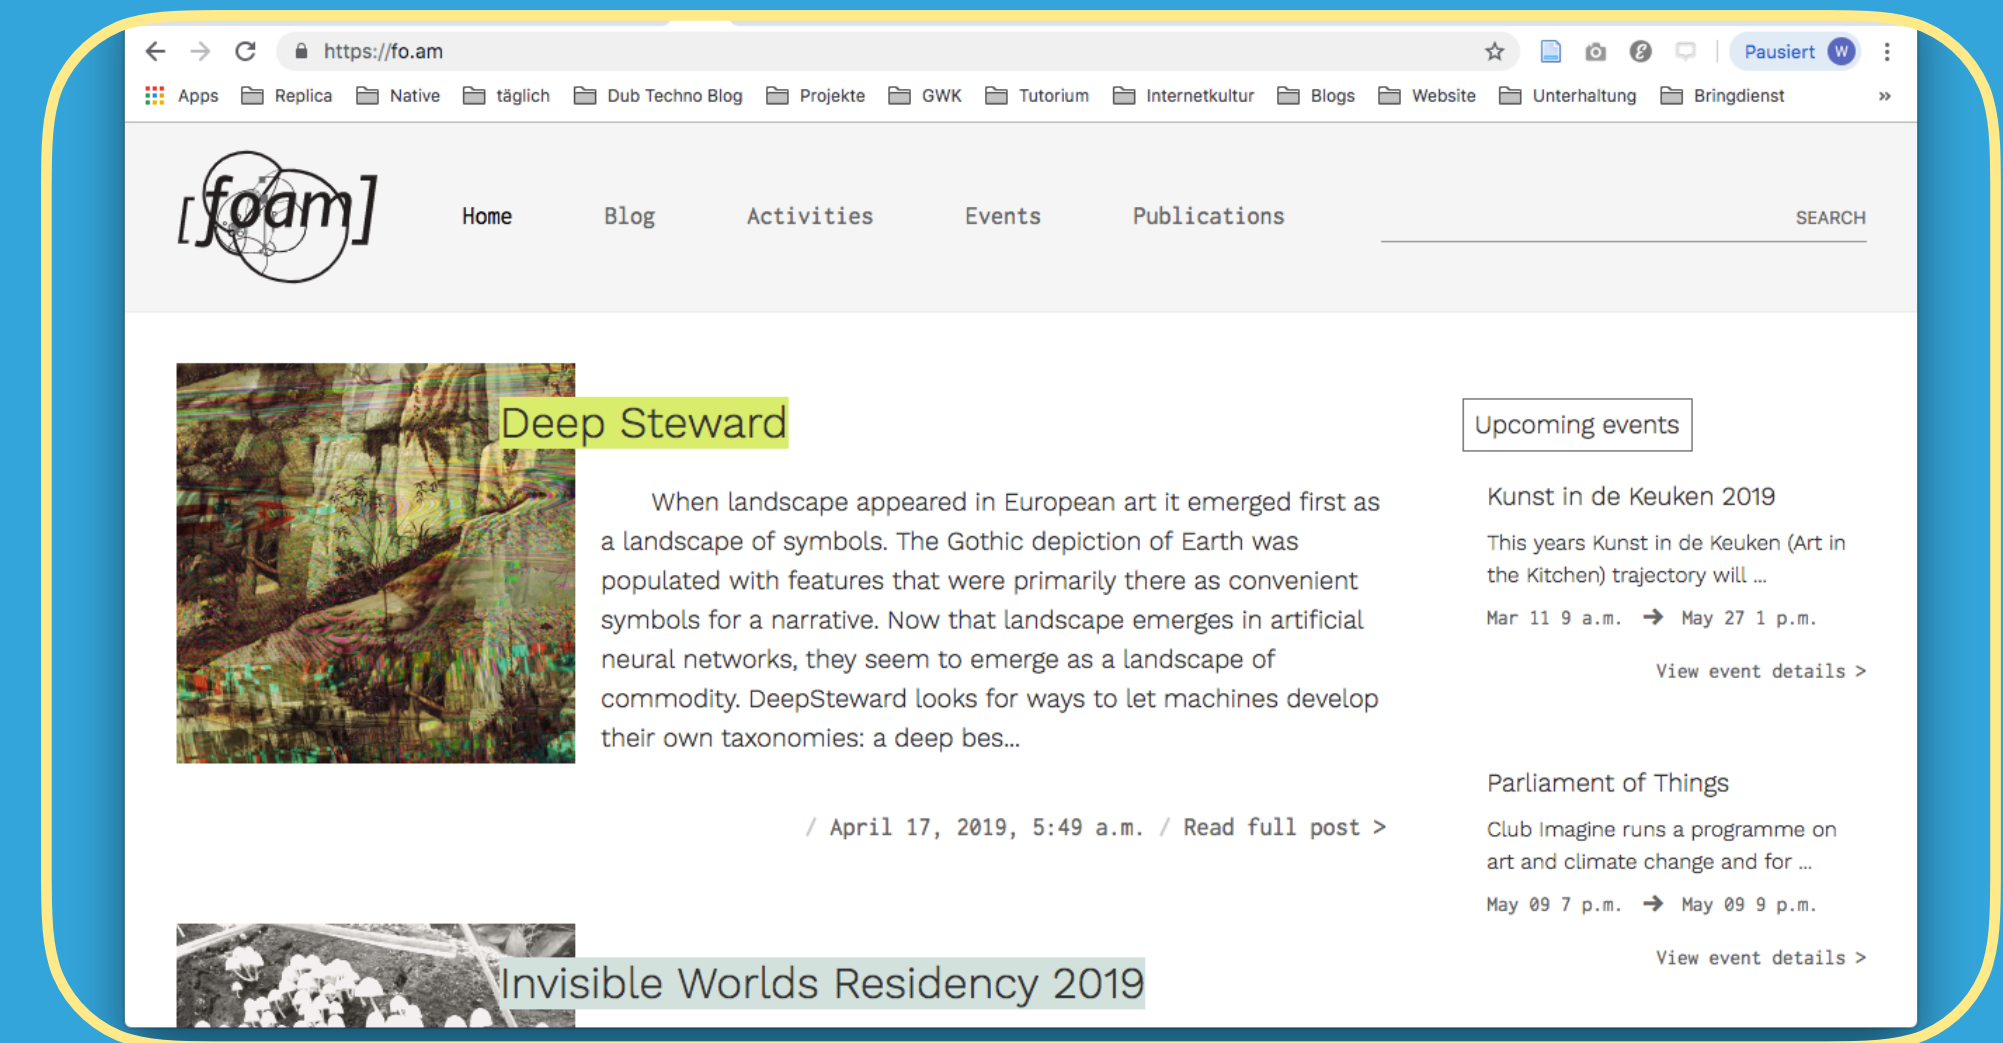 https://fo.am
Pausiert W
Apps Replica Native täglich Dub Techno Blog Projekte GWK Tutorium Internetkultur Blogs Website Unterhaltung Bringdienst »
[foam] Home Blog Activities Events Publications SEARCH
Deep Steward
When landscape appeared in European art it emerged first as
a landscape of symbols. The Gothic depiction of Earth was
populated with features that were primarily there as convenient
symbols for a narrative. Now that landscape emerges in artificial
neural networks, they seem to emerge as a landscape of
commodity. DeepSteward looks for ways to let machines develop
their own taxonomies: a deep bes...
/ April 17, 2019, 5:49 a.m. / Read full post >
Invisible Worlds Residency 2019
Upcoming events
Kunst in de Keuken 2019
This years Kunst in de Keuken (Art in
the Kitchen) trajectory will ...
Mar 11 9 a.m. → May 27 1 p.m.
View event details >
Parliament of Things
Club Imagine runs a programme on
art and climate change and for ...
May 09 7 p.m. → May 09 9 p.m.
View event details >